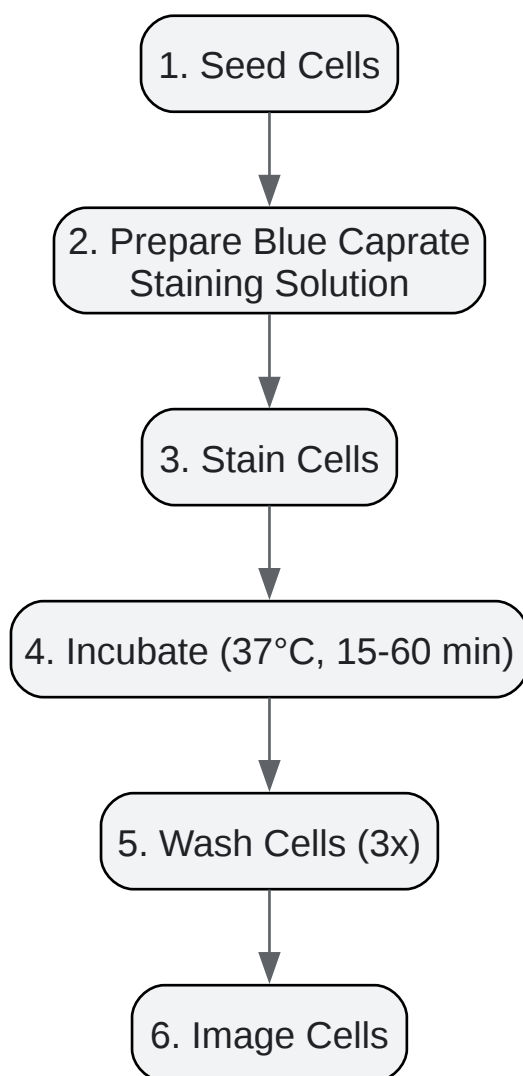 1. Seed Cells
2. Prepare Blue Caprate
Staining Solution
3. Stain Cells
4. Incubate (37°C, 15-60 min)
5. Wash Cells (3x)
6. Image Cells